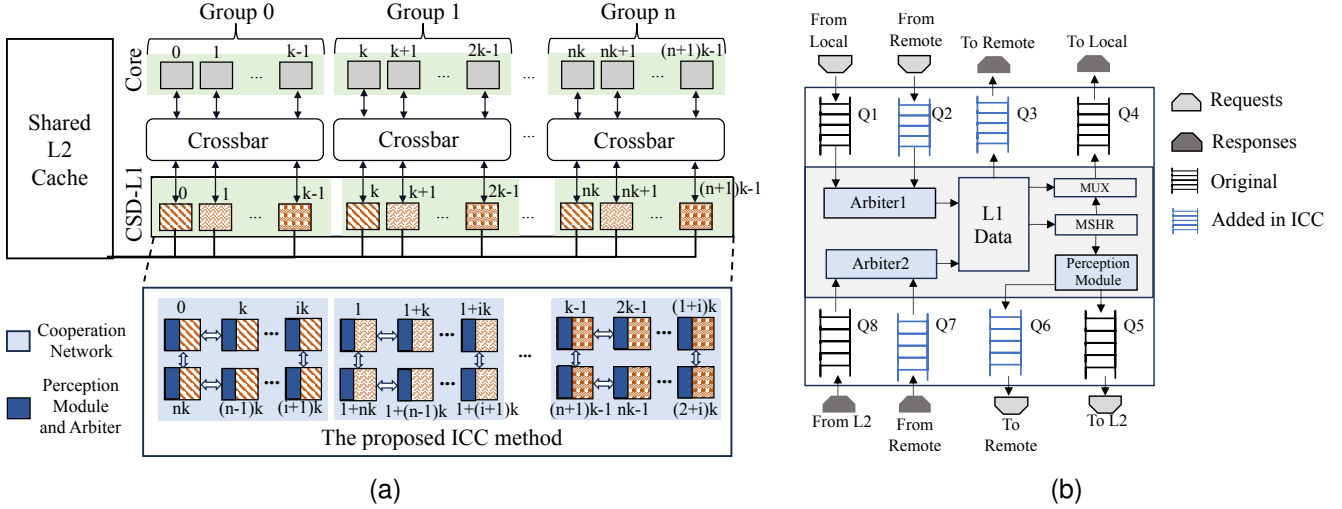 Group 0
Group 1
Group n
Core
0
1
k-1
k
k+1
2k-1
nk
nk+1
(n+1)k-1
...
...
...
...
Shared
L2
Cache
Crossbar
Crossbar
...
Crossbar
CSD-L1
0
1
k-1
k
k+1
2k-1
nk
nk+1
(n+1)k-1
...
...
...
...
Cooperation
Network
Perception
Module
and Arbiter
0
k
ik
...
...
nk
(n-1)k
(i+1)k
1
1+k
1+ik
...
...
1+nk
1+(n-1)k
1+(i+1)k
...
k-1
2k-1
(1+i)k
...
...
(n+1)k-1
nk-1
(2+i)k
The proposed ICC method
(a)
From
Local
From
Remote
To Remote
To Local
Q1
Q2
Q3
Q4
Arbiter1
Arbiter2
L1
Data
MUX
MSHR
Perception
Module
Q8
Q7
Q6
Q5
From L2
From
Remote
To
Remote
To L2
Requests
Responses
Original
Added in ICC
(b)